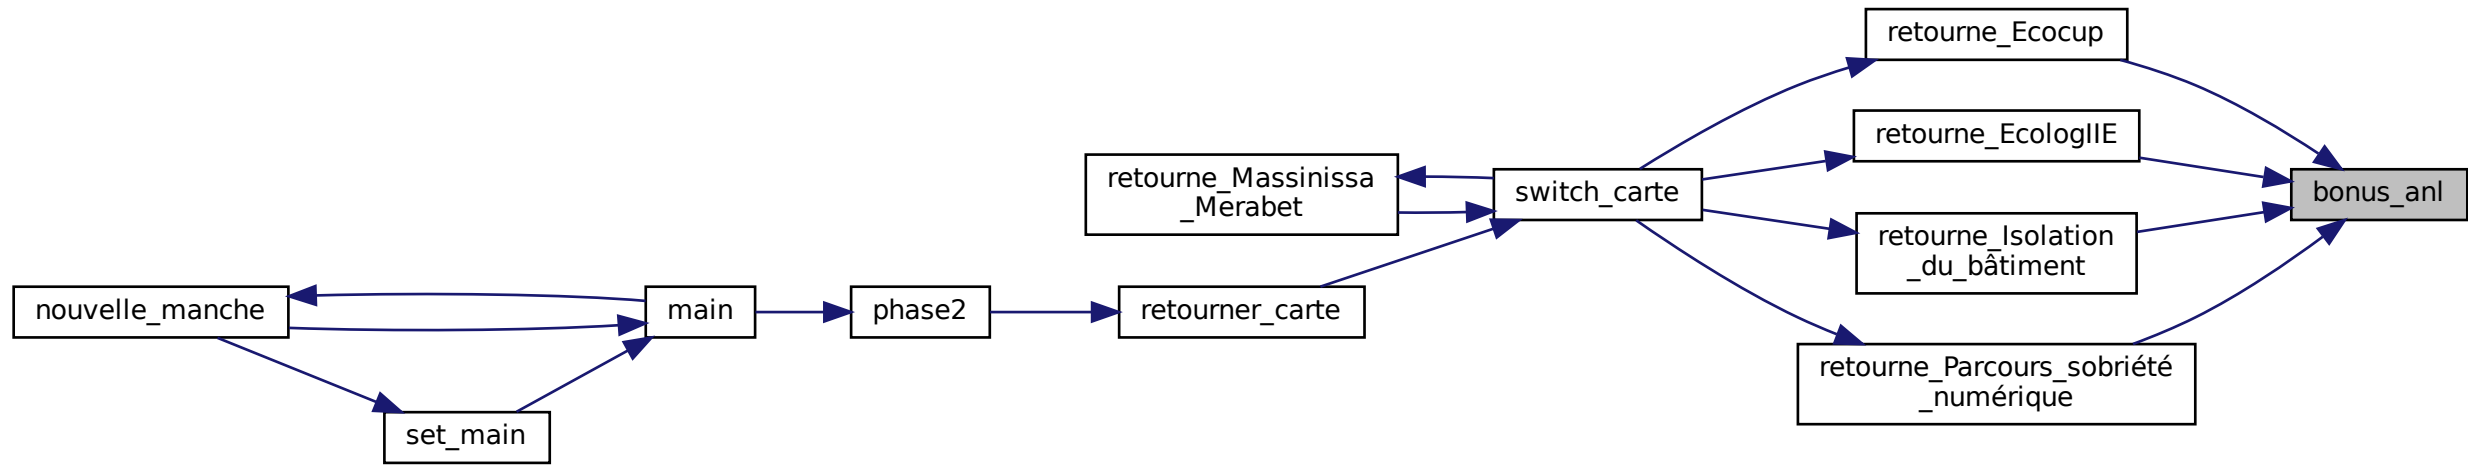 retourne_Ecocup
retourne_EcologIIE
retourne_Massinissa
_Merabet
switch_carte
bonus_anl
retourne_Isolation
_du_bâtiment
nouvelle_manche
main
phase2
retourner_carte
retourne_Parcours_sobriété
_numérique
set_main